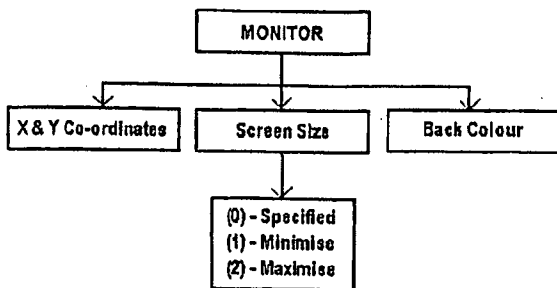 MONITOR
X & Y Co-ordinates
Screen Size
Back Colour
(0) - Specified
(1) - Minimise
(2) - Maximise